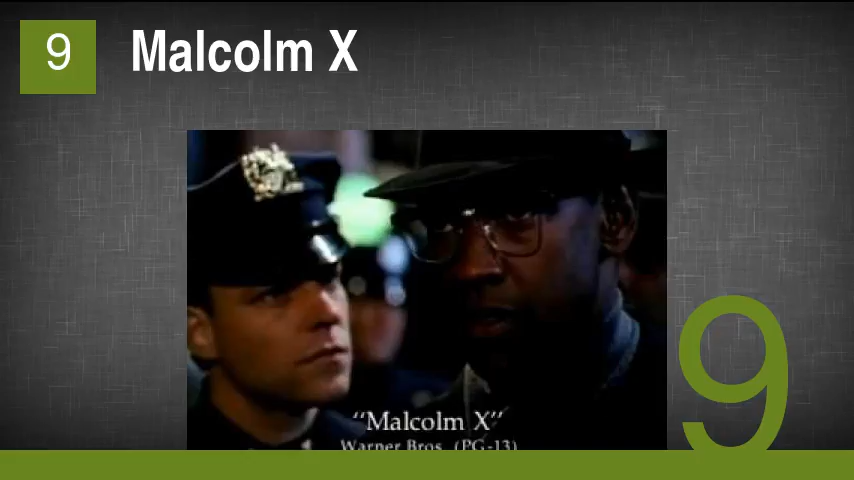 9
Malcolm X
"Malcolm X"
Warner Bros. (PG-13)
9